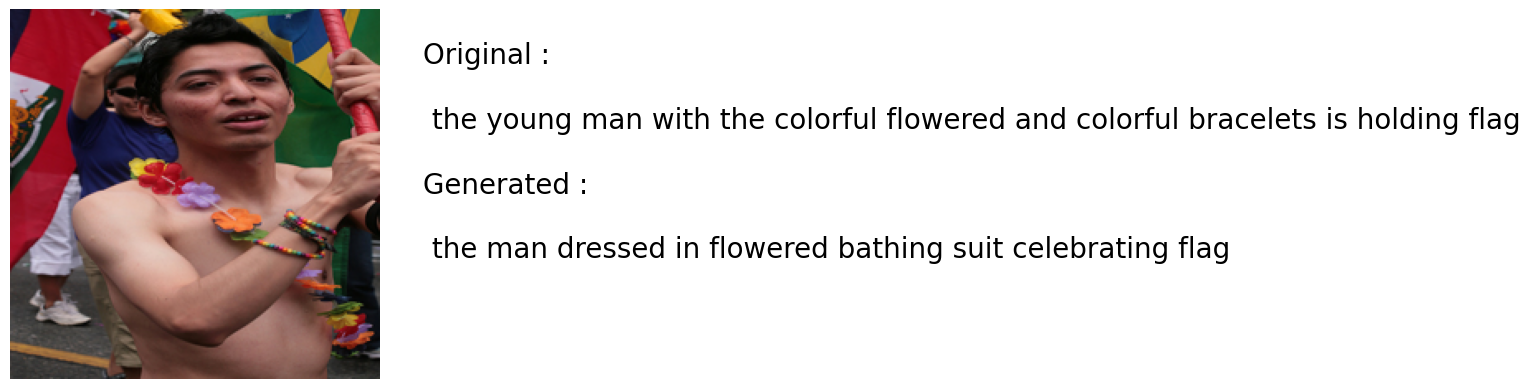 Original :
the young man with the colorful flowered and colorful bracelets is holding flag
Generated :
the man dressed in flowered bathing suit celebrating flag